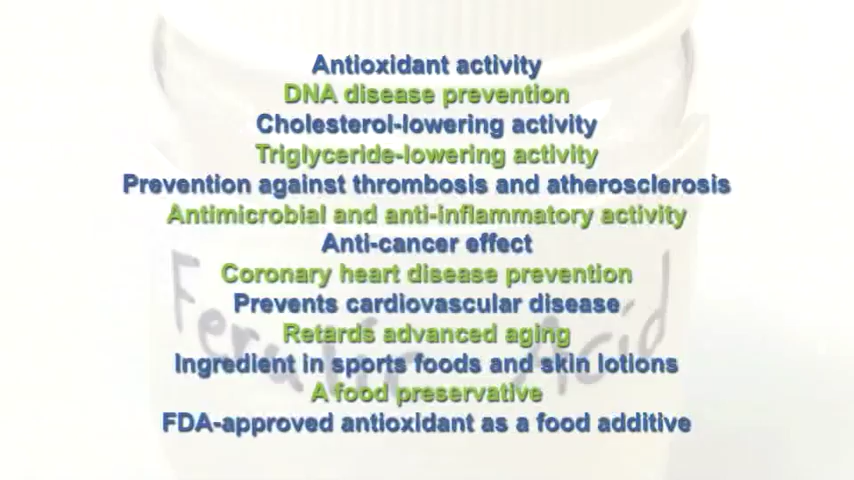 Antioxidant activity
DNA disease prevention
Cholesterol-lowering activity
Triglyceride-lowering activity
Prevention against thrombosis and atherosclerosis
Antimicrobial and anti-inflammatory activity
Anti-cancer effect
Coronary heart disease prevention
Prevents cardiovascular disease
Retards advanced aging
Ingredient in sports foods and skin lotions
A food preservative
FDA-approved antioxidant as a food additive
Ferulic Acid